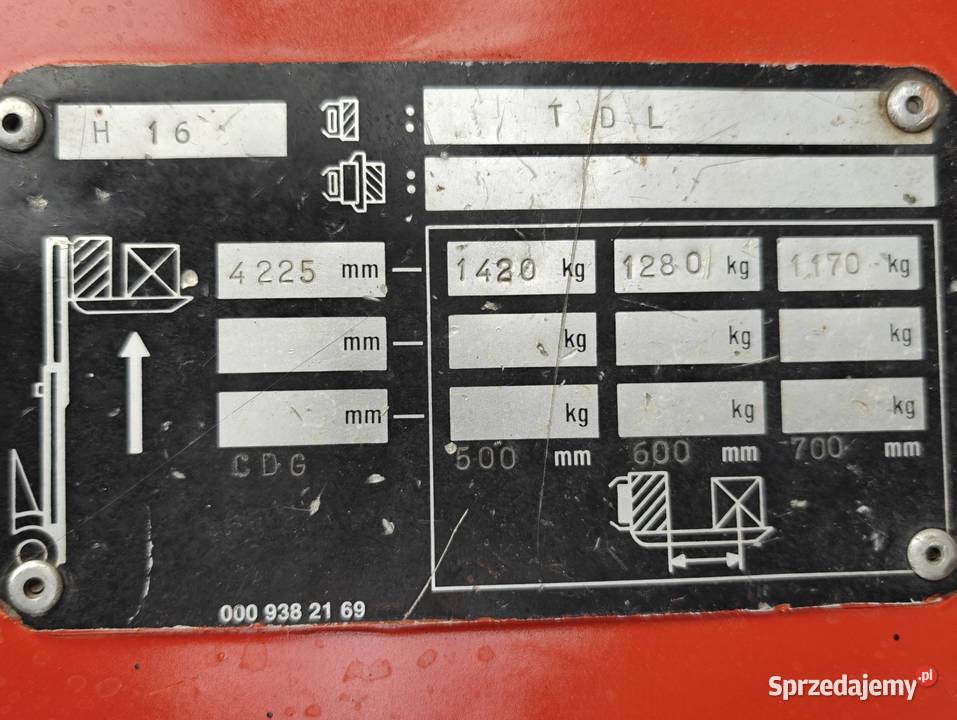 H 16 : TDL
:
4225 mm 1420 kg 1280 kg 1170 kg
mm kg kg kg
mm kg kg kg
CDG 500 mm 600 mm 700 mm
000 938 21 69
Sprzedajemy.pl